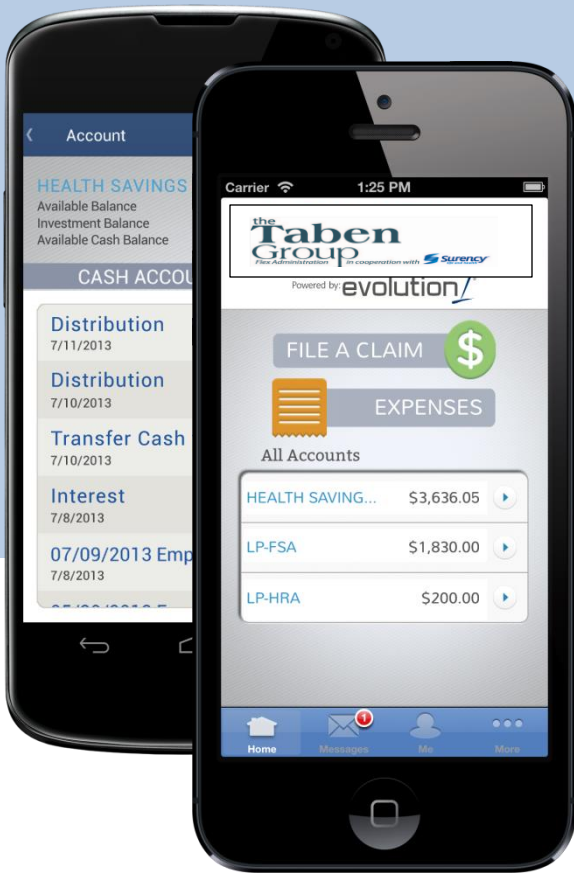 Account
HEALTH SAVINGS
Available Balance
Investment Balance
Available Cash Balance
CASH ACCOU
Distribution
7/11/2013
Distribution
7/10/2013
Transfer Cash
7/10/2013
Interest
7/8/2013
07/09/2013 Emp
7/8/2013
Carrier
1:25 PM
the
Taben
Group
Flex Administration in cooperation with Surency
Powered by: evolution1
FILE A CLAIM
$
EXPENSES
All Accounts
HEALTH SAVING... $3,636.05
LP-FSA $1,830.00
LP-HRA $200.00
1
Home Messages Me More